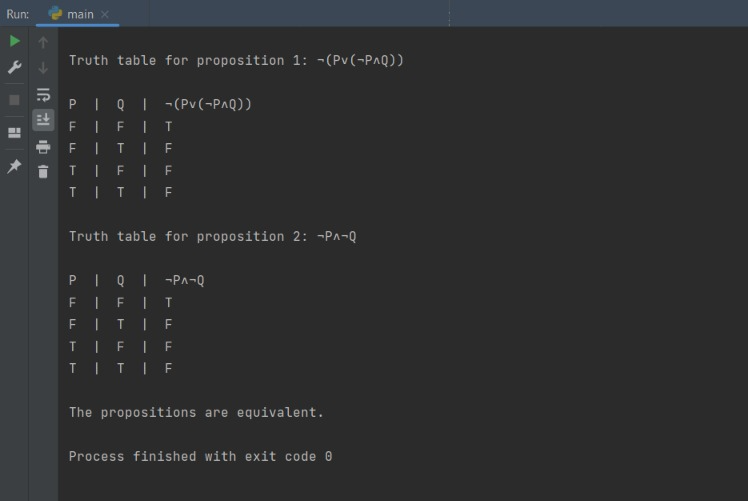 Run: main
Truth table for proposition 1: ¬(P∨(¬P∧Q))
P | Q | ¬(P∨(¬P∧Q))
F | F | T
F | T | F
T | F | F
T | T | F
Truth table for proposition 2: ¬P∧¬Q
P | Q | ¬P∧¬Q
F | F | T
F | T | F
T | F | F
T | T | F
The propositions are equivalent.
Process finished with exit code 0